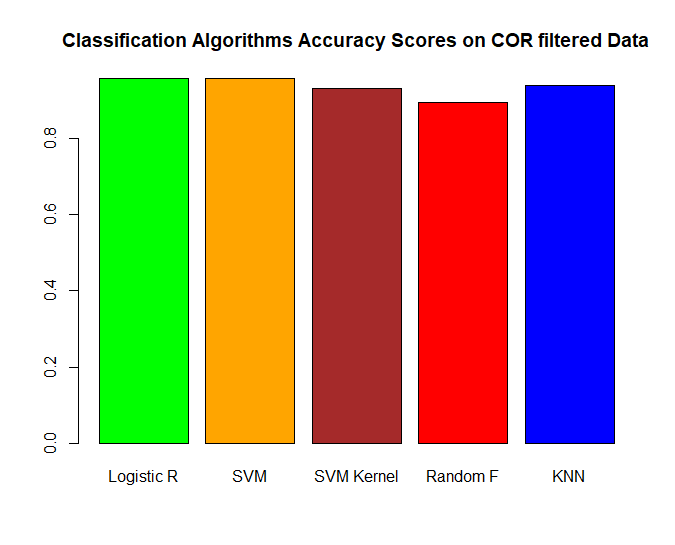 Classification Algorithms Accuracy Scores on COR filtered Data
0.8
0.6
0.4
0.2
0.0
Logistic R SVM SVM Kernel Random F KNN